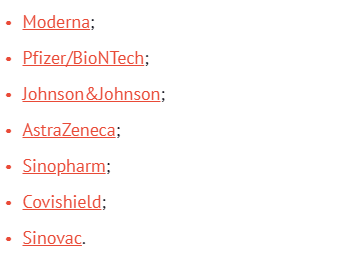 • Moderna;
• Pfizer/BioNTech;
• Johnson&Johnson;
• AstraZeneca;
• Sinopharm;
• Covishield;
• Sinovac.